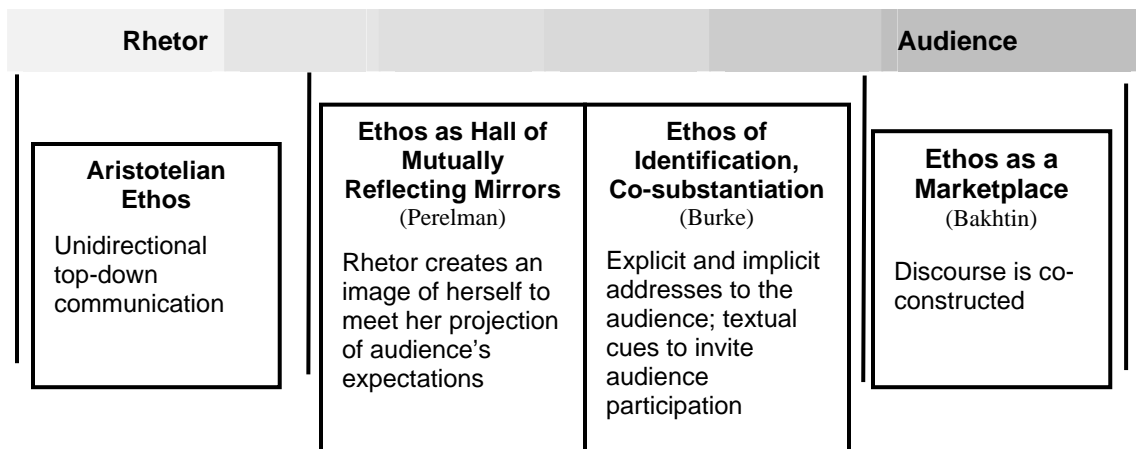 Rhetor
Audience
Aristotelian
Ethos
Unidirectional
top-down
communication
Ethos as Hall of
Mutually
Reflecting Mirrors
(Perelman)
Rhetor creates an
image of herself to
meet her projection
of audience’s
expectations
Ethos of
Identification,
Co-substantiation
(Burke)
Explicit and implicit
addresses to the
audience; textual
cues to invite
audience
participation
Ethos as a
Marketplace
(Bakhtin)
Discourse is co-
constructed